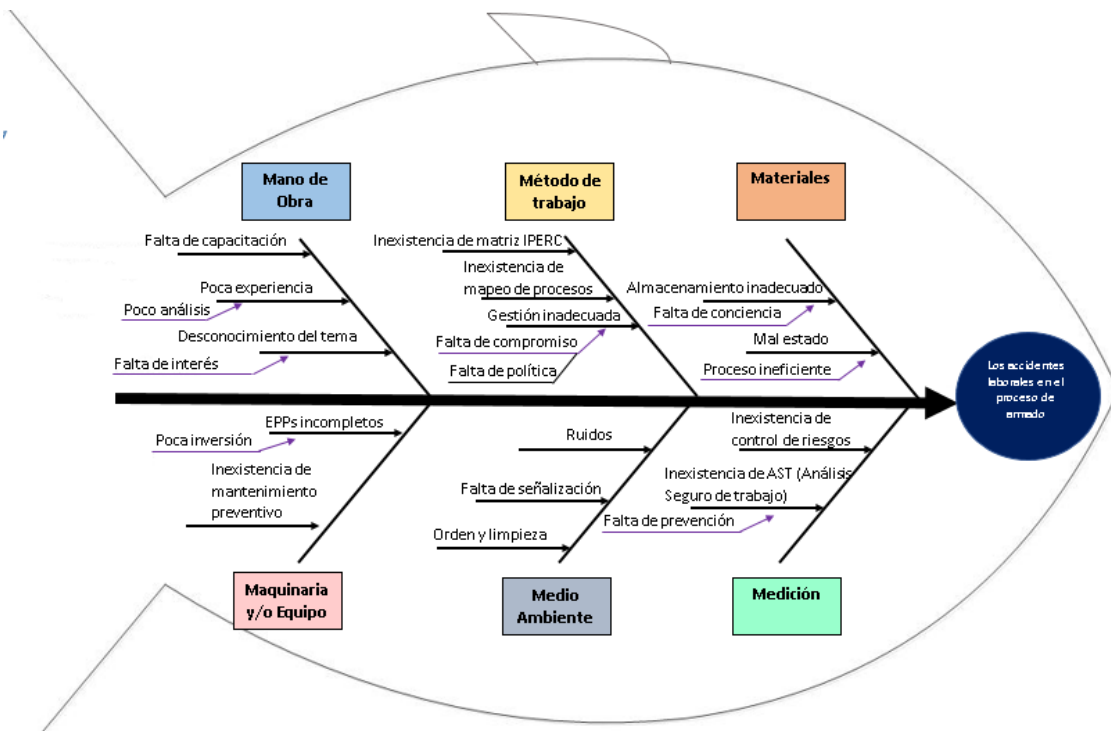 Mano de
Obra
Método de
trabajo
Materiales
Falta de capacitación
Poca experiencia
Poco análisis
Desconocimiento del tema
Falta de interés
Inexistencia de matriz IPERC
Inexistencia de
mapeo de procesos
Gestión inadecuada
Falta de compromiso
Falta de política
Almacenamiento inadecuado
Falta de conciencia
Mal estado
Proceso ineficiente
Los accidentes
laborales en el
proceso de
armado
EPPs incompletos
Poca inversión
Inexistencia de
mantenimiento
preventivo
Ruidos
Falta de señalización
Orden y limpieza
Inexistencia de
control de riesgos
Inexistencia de AST (Análisis
Seguro de trabajo)
Falta de prevención
Maquinaria
y/o Equipo
Medio
Ambiente
Medición